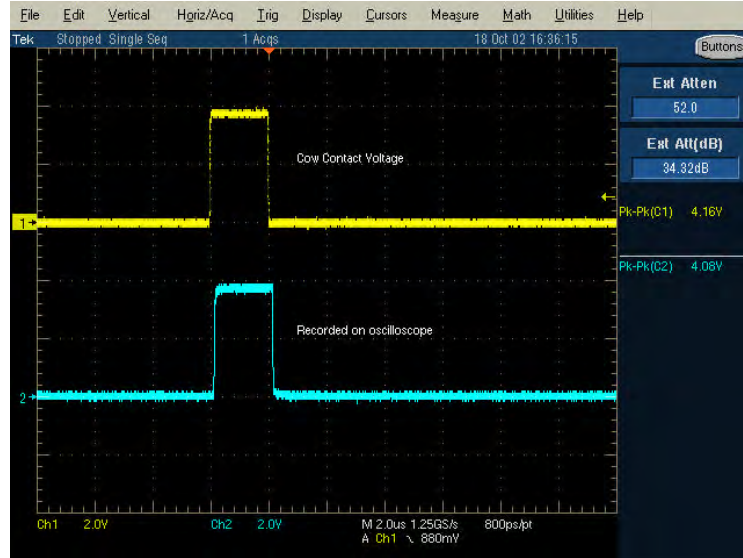 File Edit Vertical Horiz/Acq Trig Display Cursors Measure Math Utilities Help
Tek Stopped Single Seq 1 Acqs 18 Oct 02 16:36:15
Buttons
Ext Atten
52.0
Ext Att(dB)
34.32dB
Cow Contact Voltage
1
Pk-Pk(C1) 4.16V
Pk-Pk(C2) 4.08V
Recorded on oscilloscope
2
Ch1 2.0V Ch2 2.0V M 2.0us 1.25GS/s 800ps/pt
A Ch1 \ 880mV